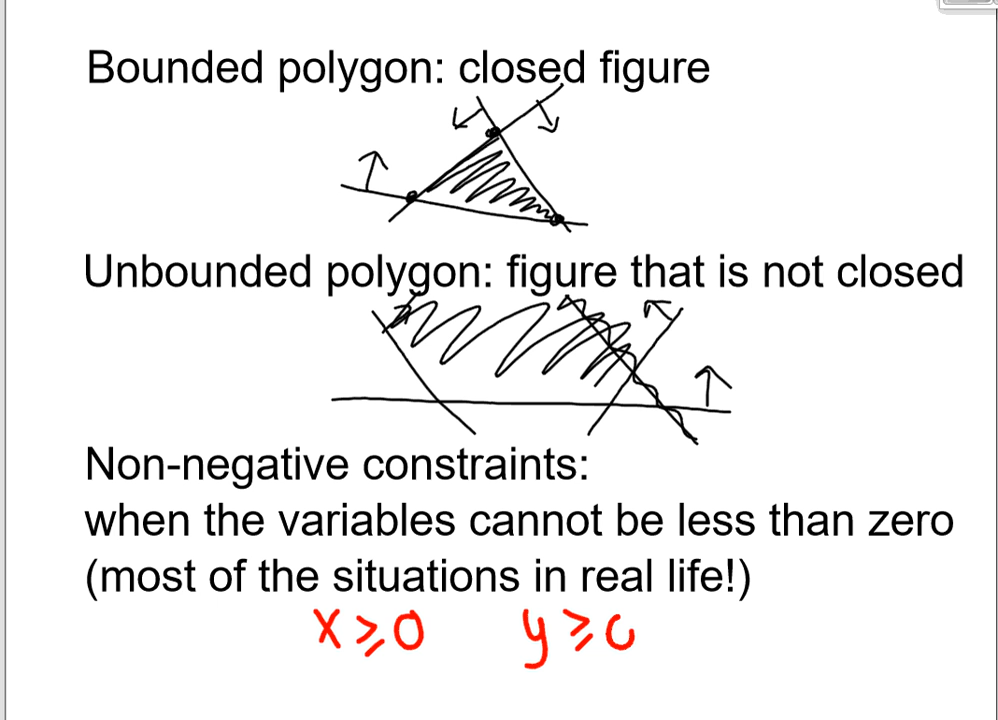 Bounded polygon: closed figure
Unbounded polygon: figure that is not closed
Non-negative constraints:
when the variables cannot be less than zero
(most of the situations in real life!)
x ≥ 0 y ≥ 0